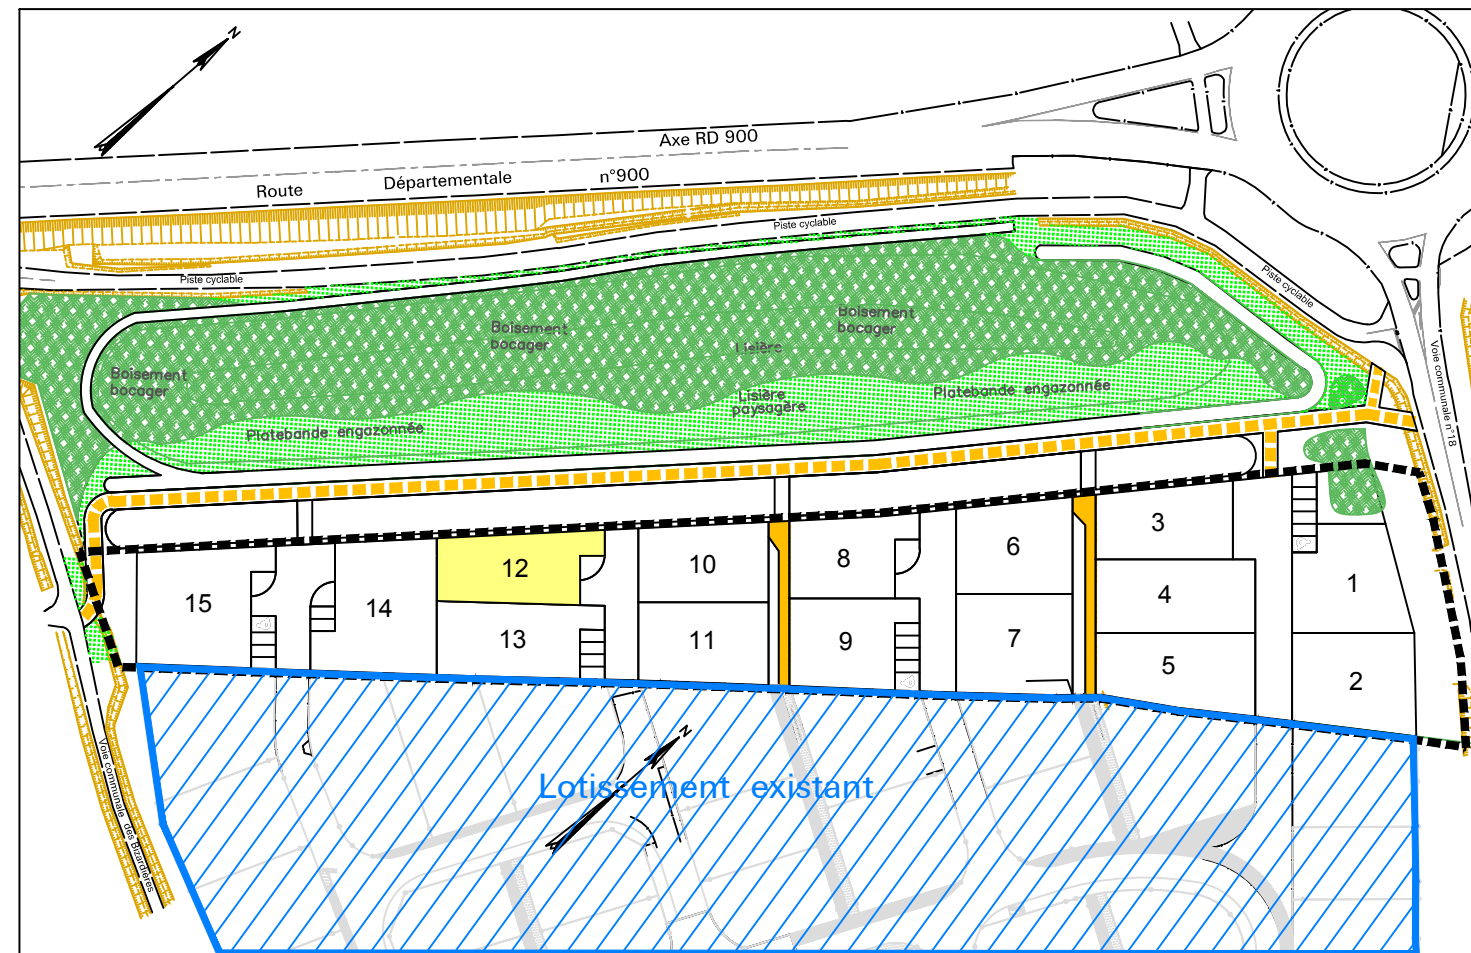 N
Axe RD 900
Route Départementale n°900
Piste cyclable
Piste cyclable
Piste cyclable
Boisement
bocager
Boisement
bocager
Boisement
bocager
Lisière
Lisière
paysagère
Platebande engazonnée
Platebande engazonnée
Voie communale n°18
3
6
8
10
12
15
14
13
11
9
7
4
5
1
2
N
Lotissement existant
Voie communale des Bizardières